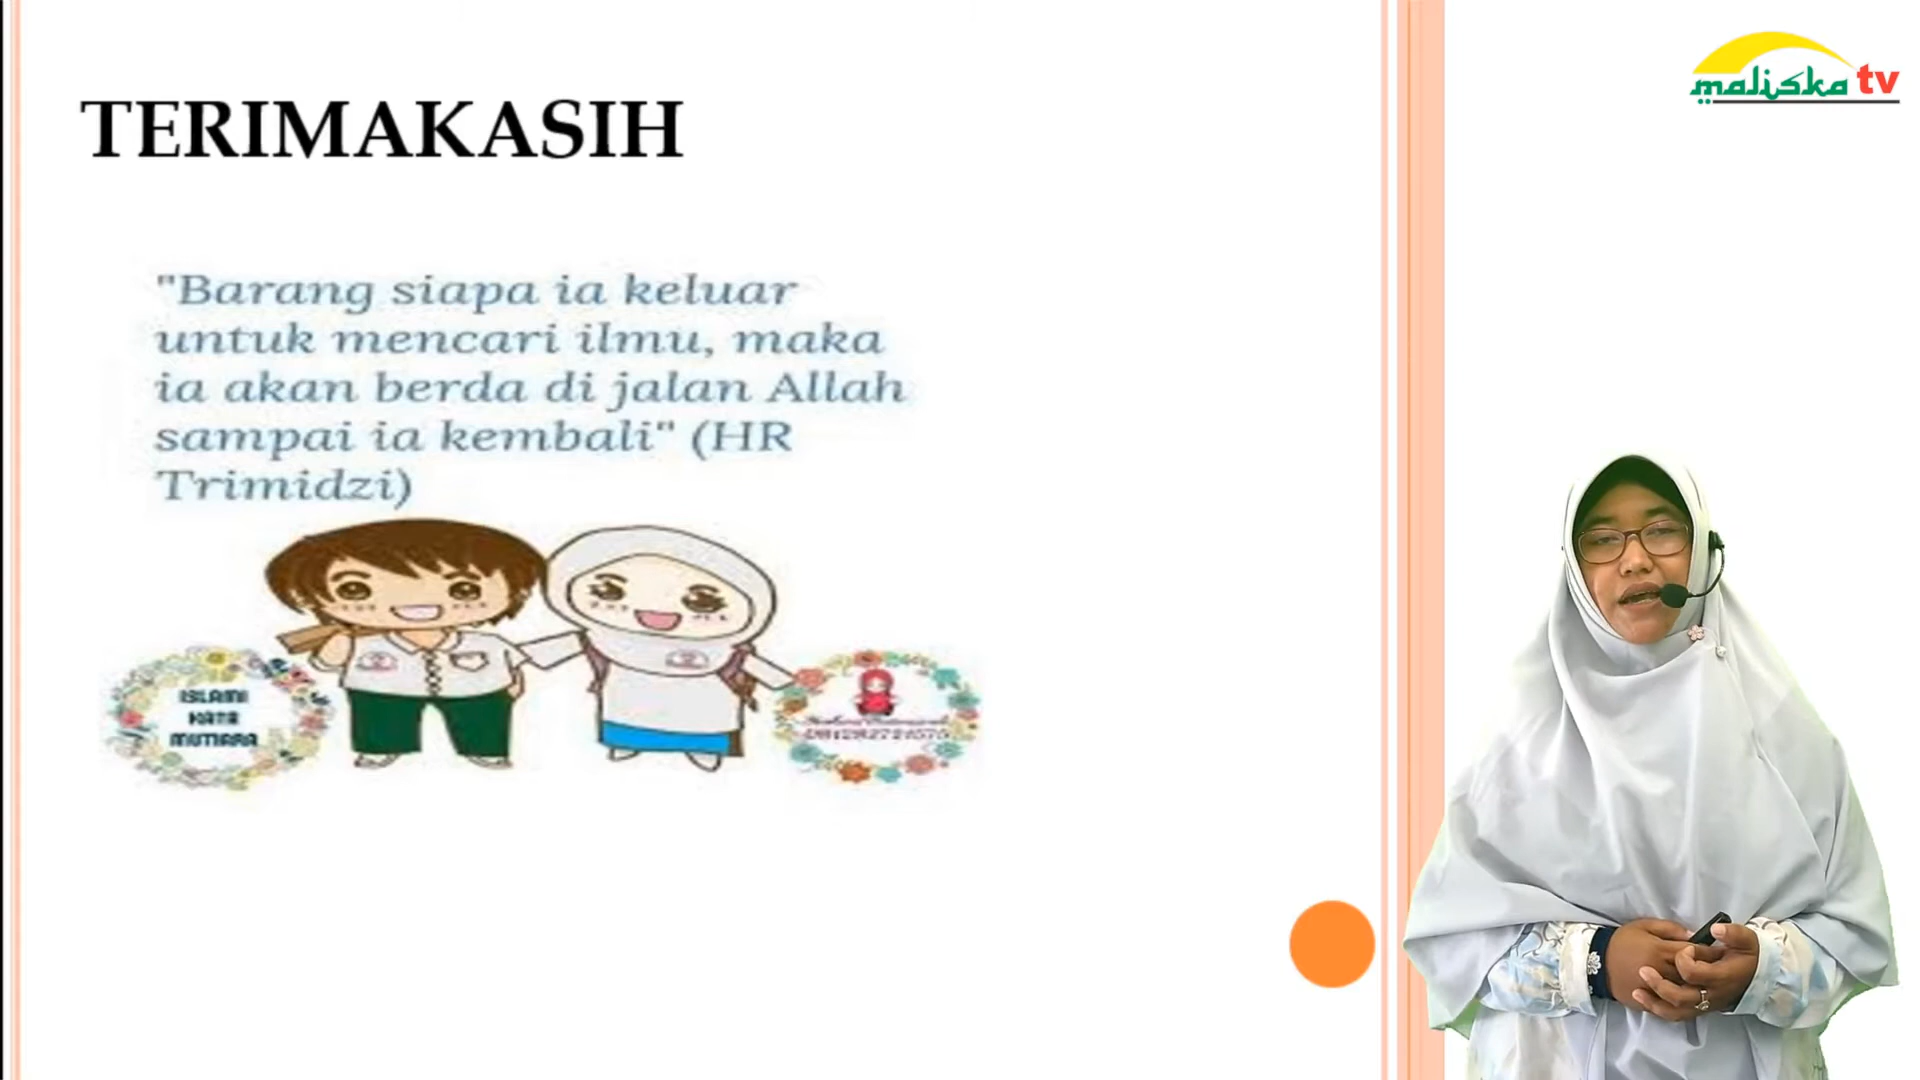 maliska tv
TERIMAKASIH
"Barang siapa ia keluar
untuk mencari ilmu, maka
ia akan berda di jalan Allah
sampai ia kembali" (HR
Trimidzi)
ISLAMI
KATA
MUTIARA